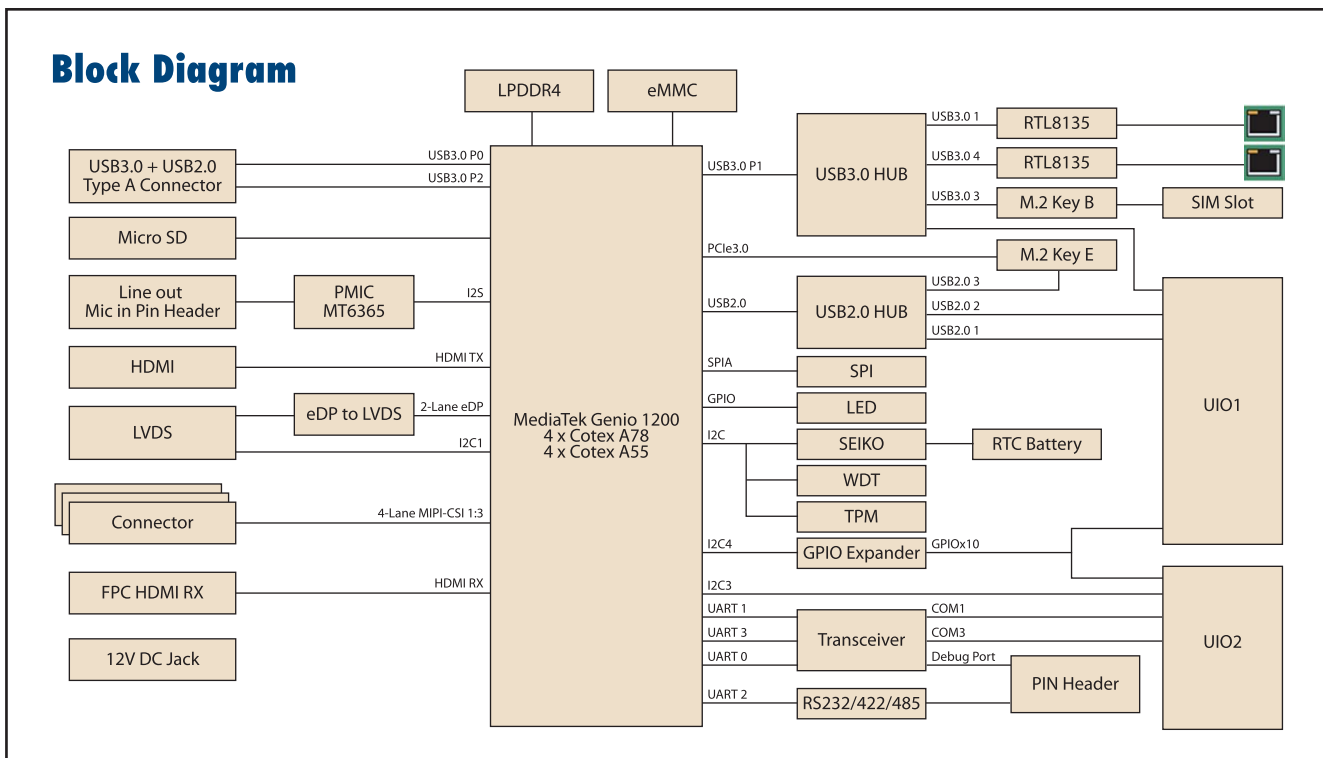 Block Diagram
LPDDR4
eMMC
USB3.0 + USB2.0
Type A Connector
USB3.0 P0
USB3.0 P2
Micro SD
Line out
Mic in Pin Header
PMIC
MT6365
I2S
HDMI
HDMI TX
LVDS
eDP to LVDS
2-Lane eDP
I2C1
Connector
4-Lane MIPI-CSI 1:3
FPC HDMI RX
HDMI RX
12V DC Jack
MediaTek Genio 1200
4 x Cotex A78
4 x Cotex A55
USB3.0 P1
USB3.0 HUB
USB3.0 1
RTL8135
USB3.0 4
RTL8135
USB3.0 3
M.2 Key B
SIM Slot
PCIe3.0
M.2 Key E
USB2.0
USB2.0 HUB
USB2.0 3
USB2.0 2
USB2.0 1
SPIA
SPI
GPIO
LED
I2C
SEIKO
RTC Battery
WDT
TPM
I2C4
GPIO Expander
GPIOx10
UIO1
I2C3
UART 1
UART 3
UART 0
Transceiver
COM1
COM3
Debug Port
UIO2
PIN Header
UART 2
RS232/422/485